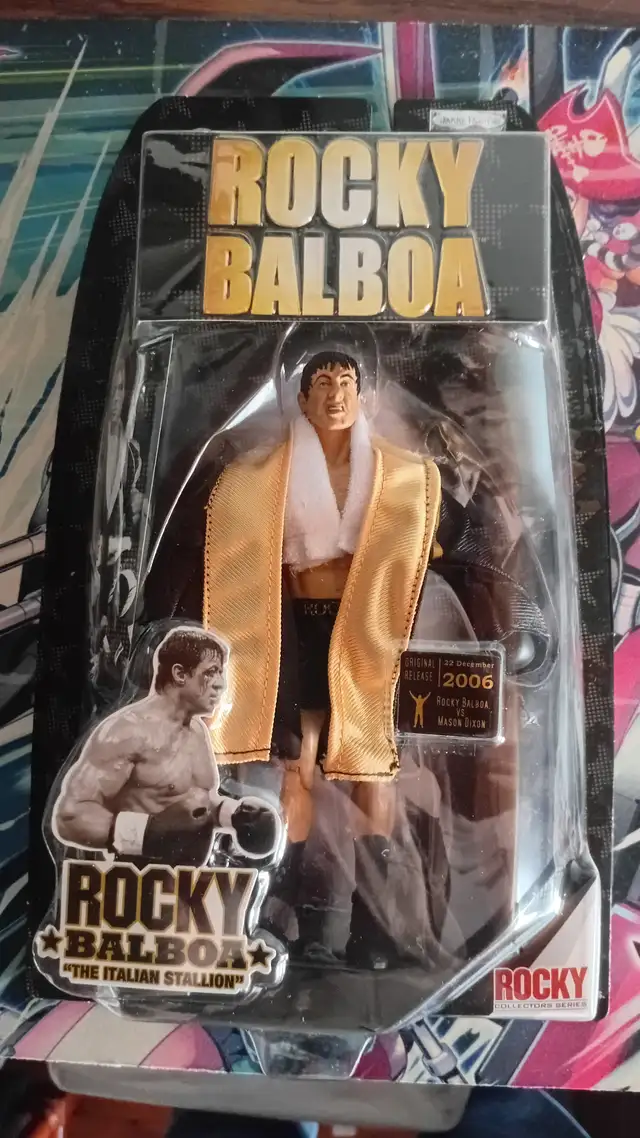 ROCKY
BALBOA
ORIGINAL
RELEASE
22 December
2006
ROCKY BALBOA
VS
MASON DIXON
ROCKY
BALBOA
"THE ITALIAN STALLION"
ROCKY
COLLECTORS SERIES